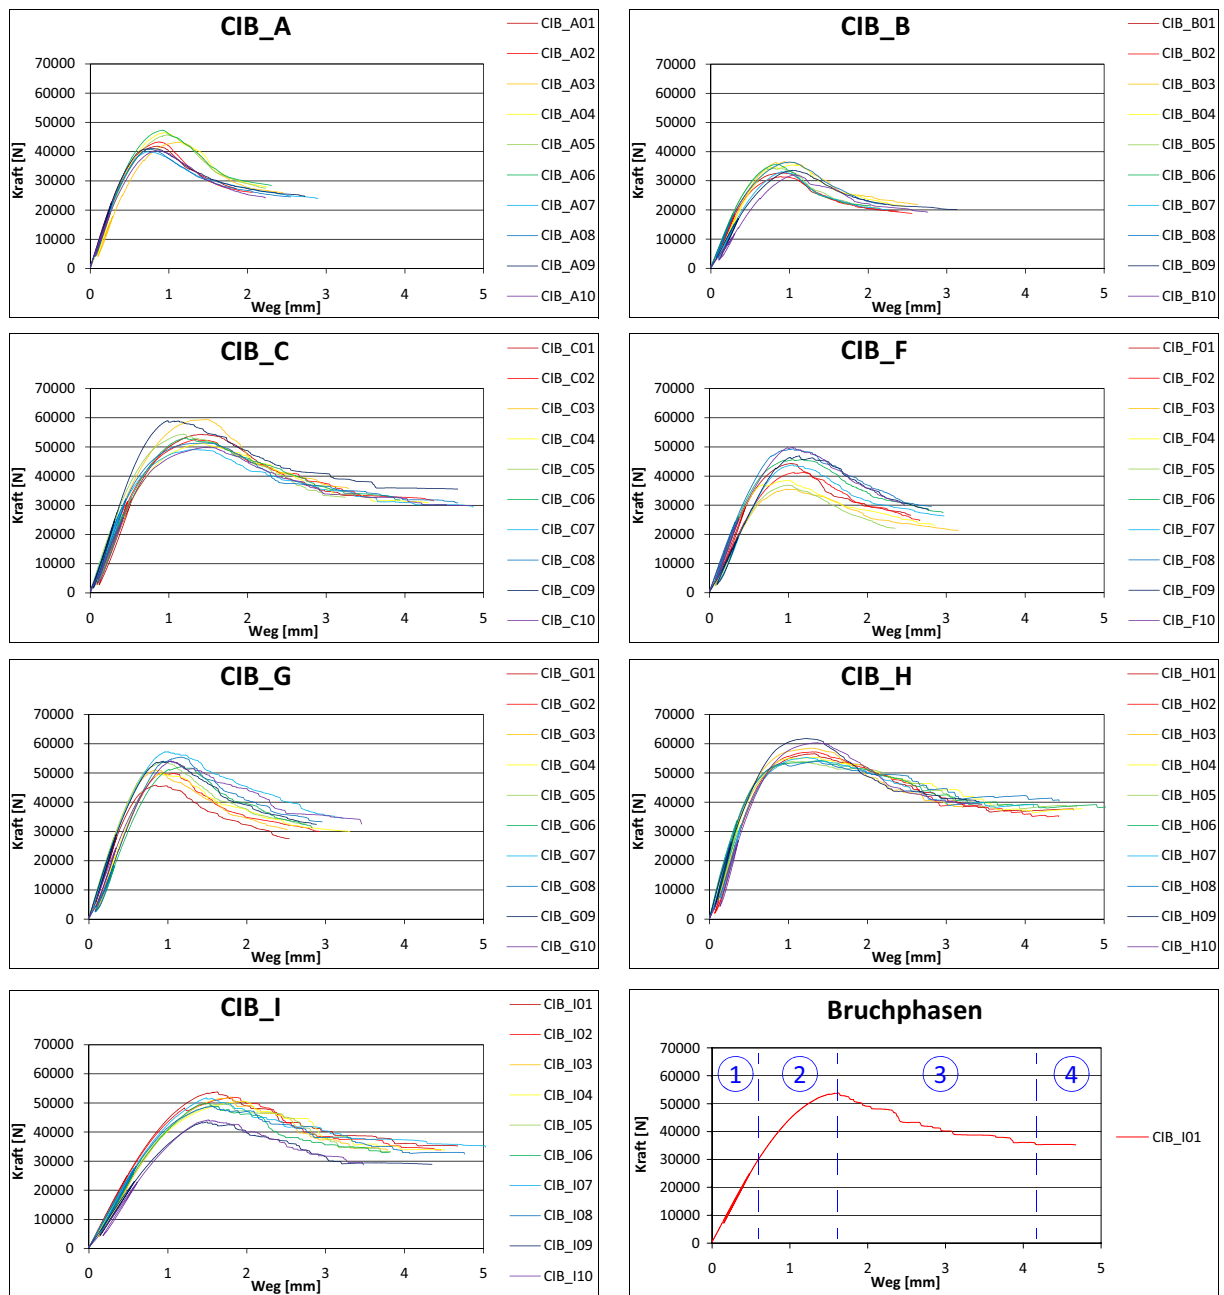 CIB_A
Kraft [N]
70000
60000
50000
40000
30000
20000
10000
0
0 1 2 3 4 5
Weg [mm]
CIB_A01
CIB_A02
CIB_A03
CIB_A04
CIB_A05
CIB_A06
CIB_A07
CIB_A08
CIB_A09
CIB_A10
CIB_B
Kraft [N]
70000
60000
50000
40000
30000
20000
10000
0
0 1 2 3 4 5
Weg [mm]
CIB_B01
CIB_B02
CIB_B03
CIB_B04
CIB_B05
CIB_B06
CIB_B07
CIB_B08
CIB_B09
CIB_B10
CIB_C
Kraft [N]
70000
60000
50000
40000
30000
20000
10000
0
0 1 2 3 4 5
Weg [mm]
CIB_C01
CIB_C02
CIB_C03
CIB_C04
CIB_C05
CIB_C06
CIB_C07
CIB_C08
CIB_C09
CIB_C10
CIB_F
Kraft [N]
70000
60000
50000
40000
30000
20000
10000
0
0 1 2 3 4 5
Weg [mm]
CIB_F01
CIB_F02
CIB_F03
CIB_F04
CIB_F05
CIB_F06
CIB_F07
CIB_F08
CIB_F09
CIB_F10
CIB_G
Kraft [N]
70000
60000
50000
40000
30000
20000
10000
0
0 1 2 3 4 5
Weg [mm]
CIB_G01
CIB_G02
CIB_G03
CIB_G04
CIB_G05
CIB_G06
CIB_G07
CIB_G08
CIB_G09
CIB_G10
CIB_H
Kraft [N]
70000
60000
50000
40000
30000
20000
10000
0
0 1 2 3 4 5
Weg [mm]
CIB_H01
CIB_H02
CIB_H03
CIB_H04
CIB_H05
CIB_H06
CIB_H07
CIB_H08
CIB_H09
CIB_H10
CIB_I
Kraft [N]
70000
60000
50000
40000
30000
20000
10000
0
0 1 2 3 4 5
Weg [mm]
CIB_I01
CIB_I02
CIB_I03
CIB_I04
CIB_I05
CIB_I06
CIB_I07
CIB_I08
CIB_I09
CIB_I10
Bruchphasen
Kraft [N]
70000
60000
50000
40000
30000
20000
10000
0
1 2 3 4
0 1 2 3 4 5
Weg [mm]
CIB_I01